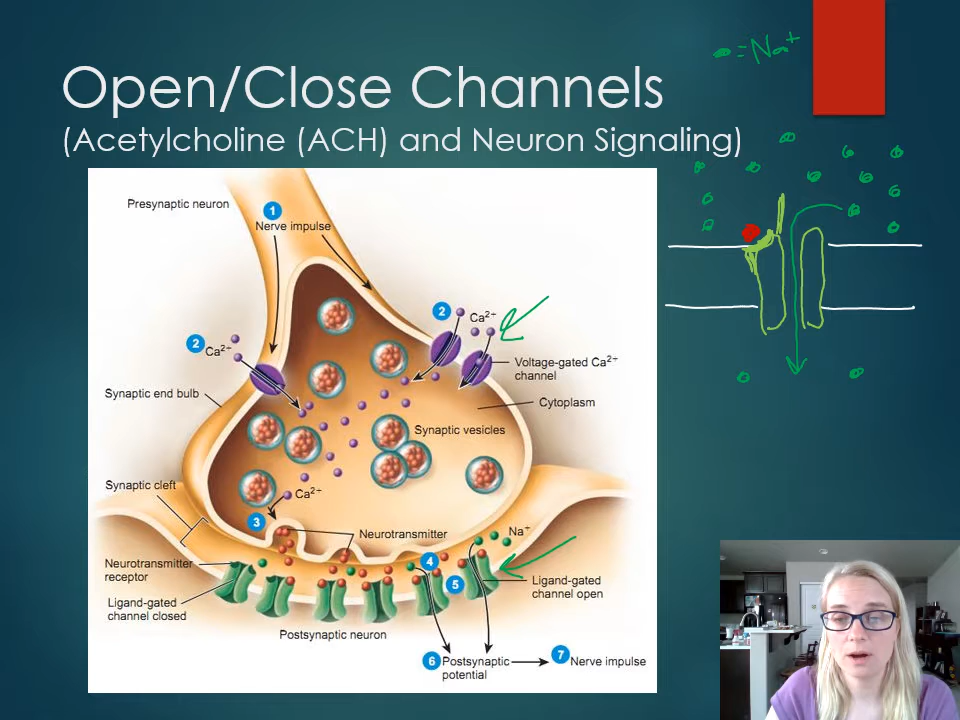 = Na+
Open/Close Channels
(Acetylcholine (ACH) and Neuron Signaling)
Presynaptic neuron
1
Nerve impulse
2
Ca2+
2
Ca2+
Voltage-gated Ca2+
channel
Synaptic end bulb
Cytoplasm
Synaptic vesicles
Synaptic cleft
Ca2+
3
Neurotransmitter
Na+
4
Neurotransmitter
receptor
5
Ligand-gated
channel open
Ligand-gated
channel closed
Postsynaptic neuron
6 Postsynaptic
potential
7 Nerve impulse